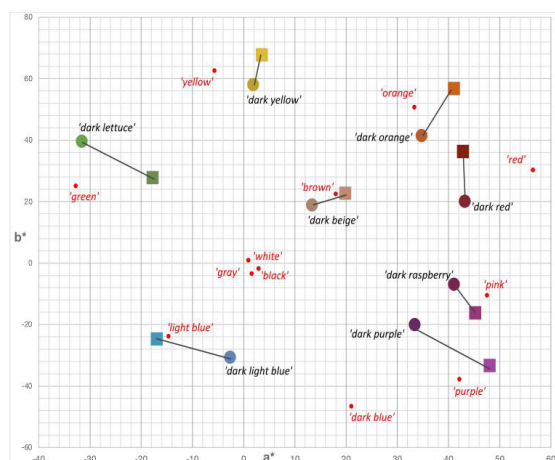 80
60
40
20
0
-20
-40
-60
-40 -30 -20 -10 0 10 20 30 40 50 60
b*
a*
'yellow'
'dark yellow'
'orange'
'dark orange'
'dark lettuce'
'green'
'red'
'dark red'
'brown'
'dark beige'
'white'
'gray'
'black'
'dark raspberry'
'pink'
'dark purple'
'light blue'
'dark light blue'
'purple'
'dark blue'